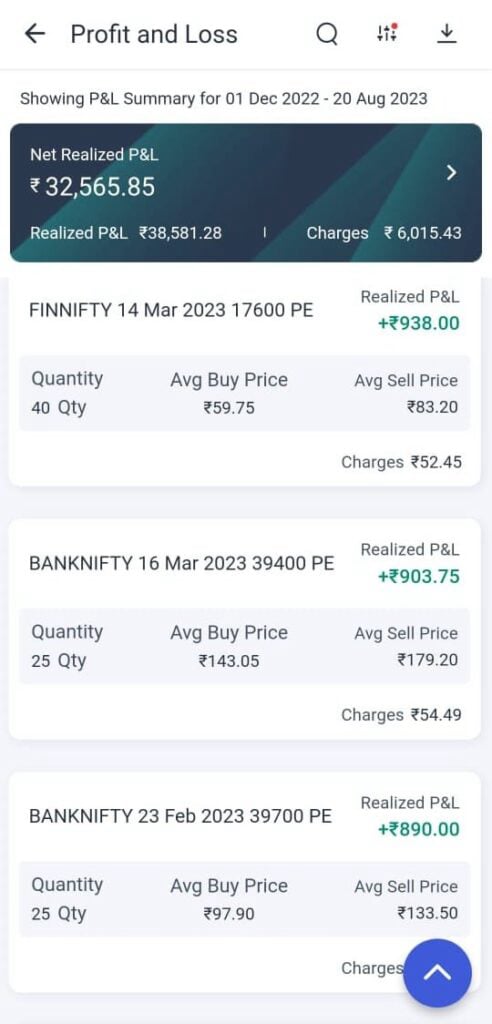 Profit and Loss
Showing P&L Summary for 01 Dec 2022 - 20 Aug 2023
Net Realized P&L
₹ 32,565.85
Realized P&L ₹38,581.28 | Charges ₹ 6,015.43
FINNIFTY 14 Mar 2023 17600 PE
Realized P&L
+₹938.00
Quantity Avg Buy Price Avg Sell Price
40 Qty ₹59.75 ₹83.20
Charges ₹52.45
BANKNIFTY 16 Mar 2023 39400 PE
Realized P&L
+₹903.75
Quantity Avg Buy Price Avg Sell Price
25 Qty ₹143.05 ₹179.20
Charges ₹54.49
BANKNIFTY 23 Feb 2023 39700 PE
Realized P&L
+₹890.00
Quantity Avg Buy Price Avg Sell Price
25 Qty ₹97.90 ₹133.50
Charges